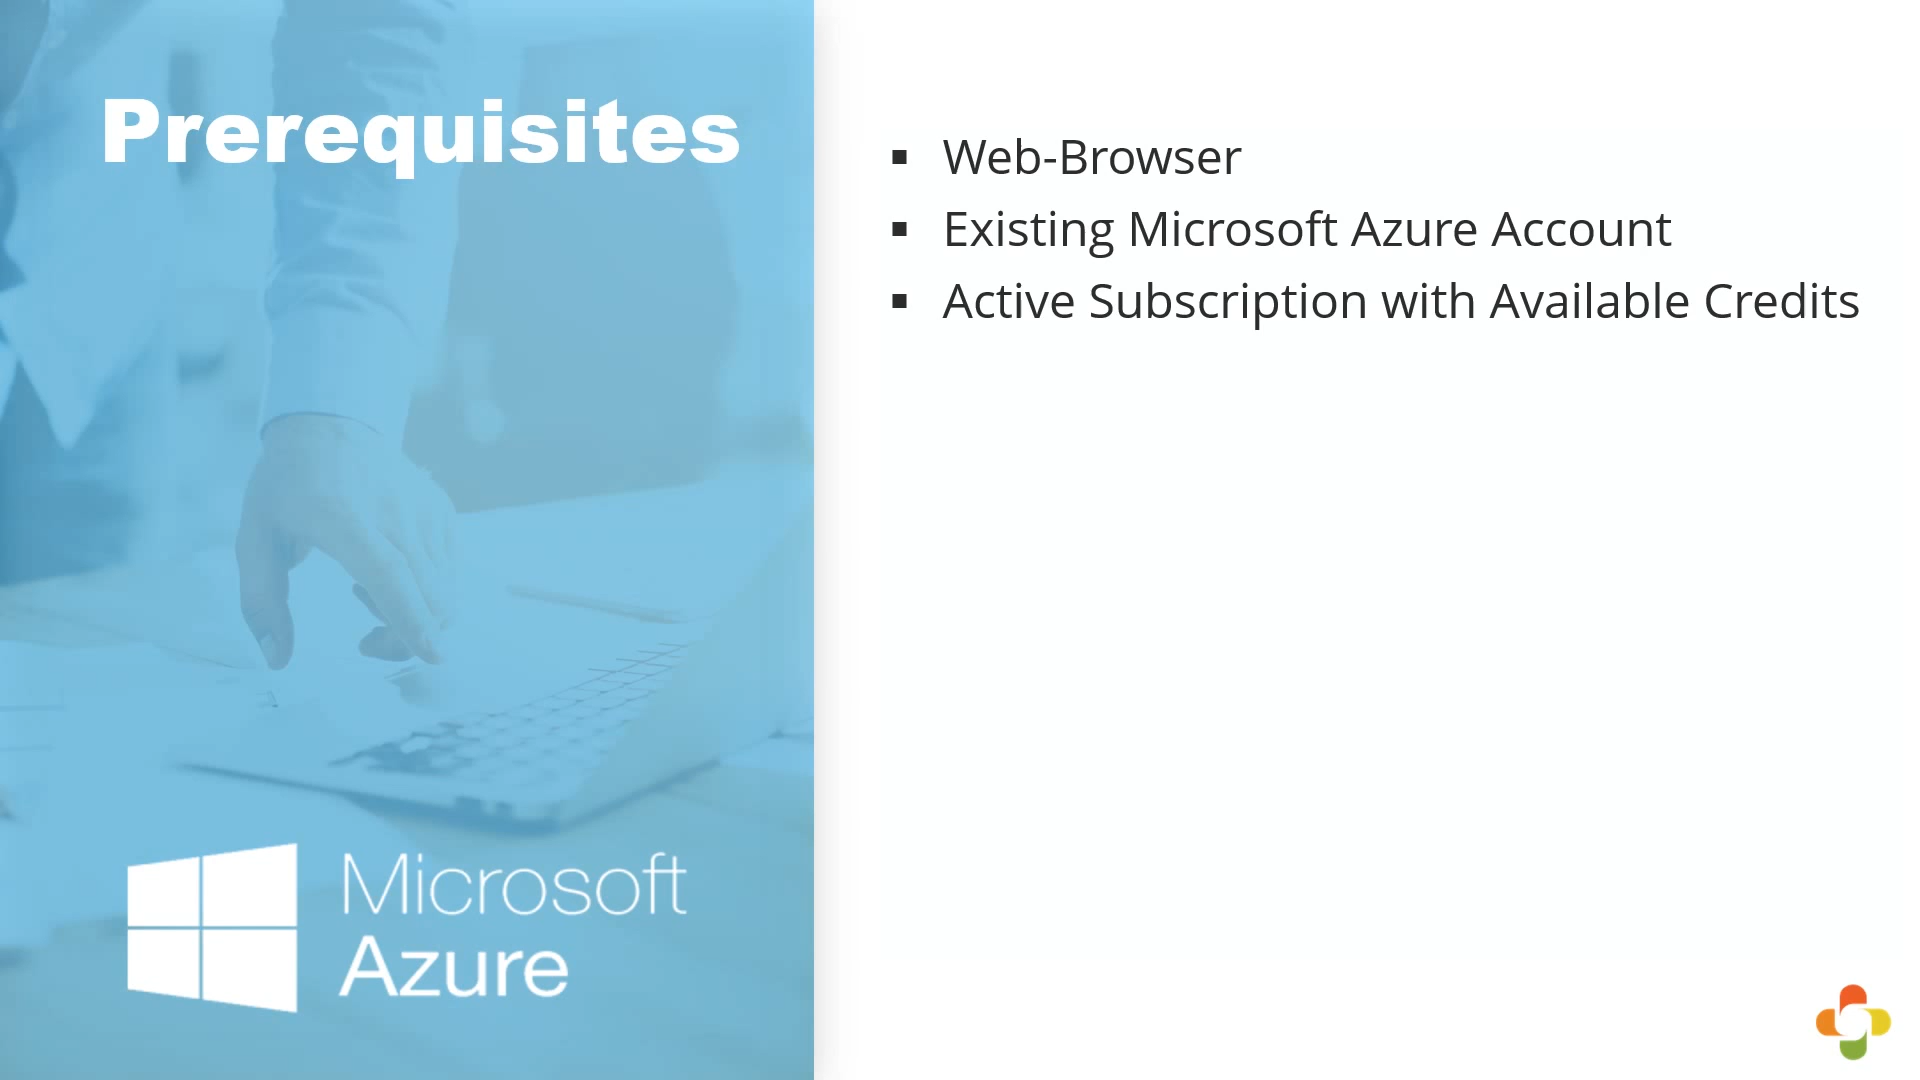 Prerequisites
Web-Browser
Existing Microsoft Azure Account
Active Subscription with Available Credits
Microsoft
Azure